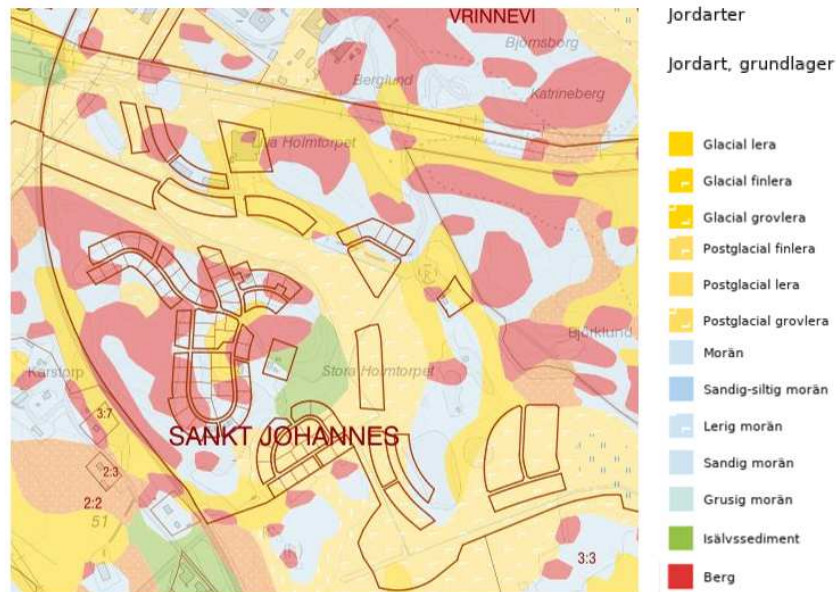 VRINNEVI
Björnsborg
Berglund
Katrineberg
Lilla Holmtorpet
Björklund
Karstorp
Stora Holmtorpet
3:7
SANKT JOHANNES
2:3
2:2
51
3:3
Jordarter
Jordart, grundlager
Glacial lera
Glacial finlera
Glacial grovlera
Postglacial finlera
Postglacial lera
Postglacial grovlera
Morän
Sandig-siltig morän
Lerig morän
Sandig morän
Grusig morän
Isälvssediment
Berg